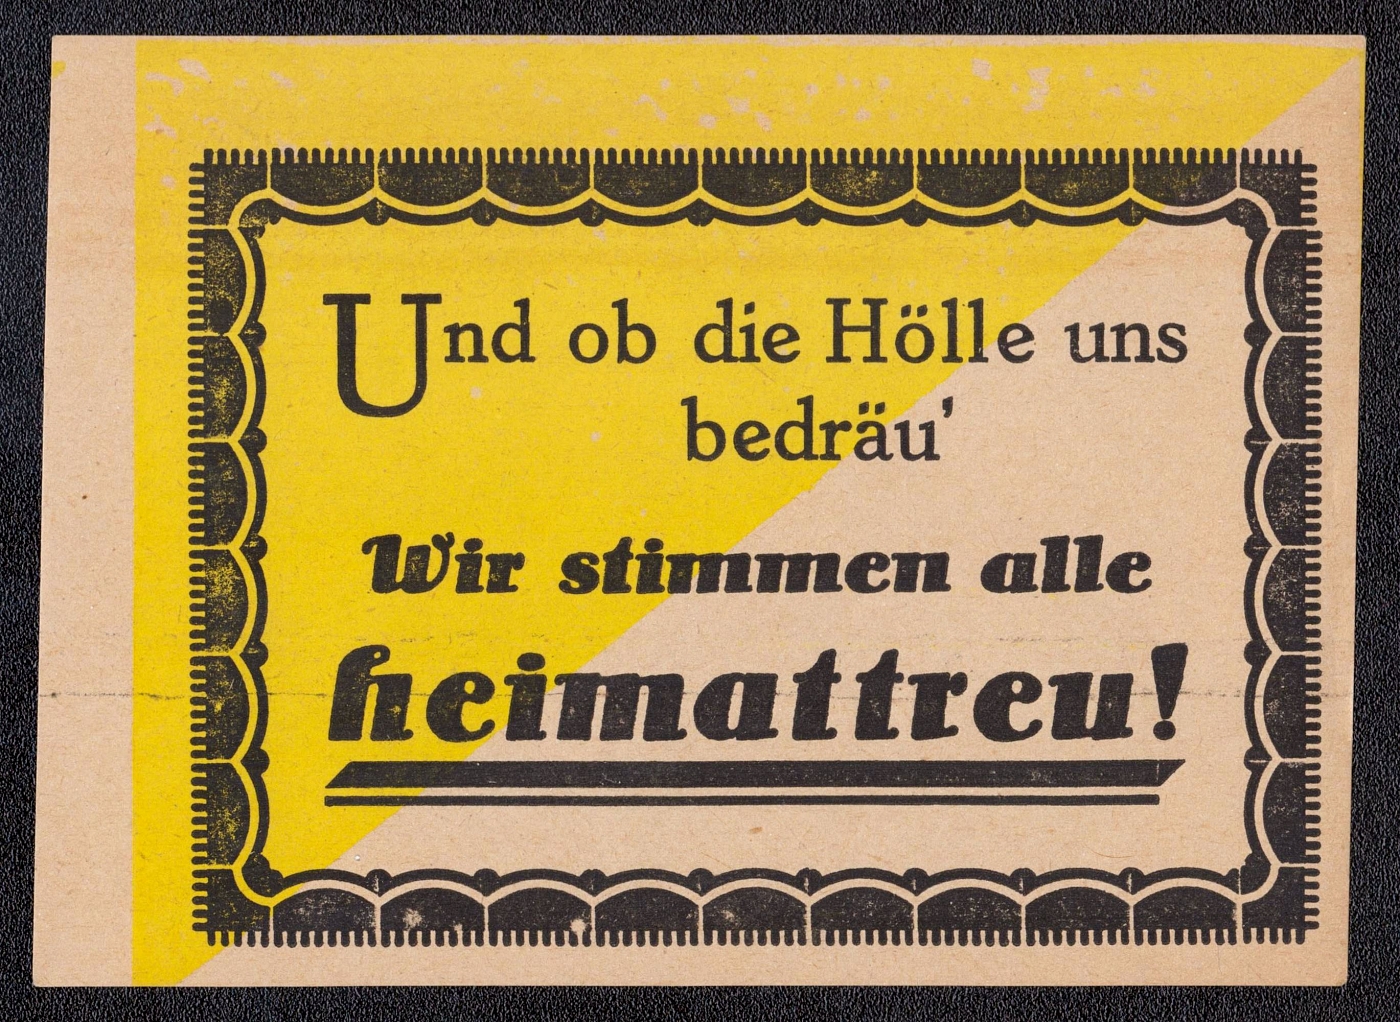 Und ob die Hölle uns
bedräu'
Wir stimmen alle
heimattreu!